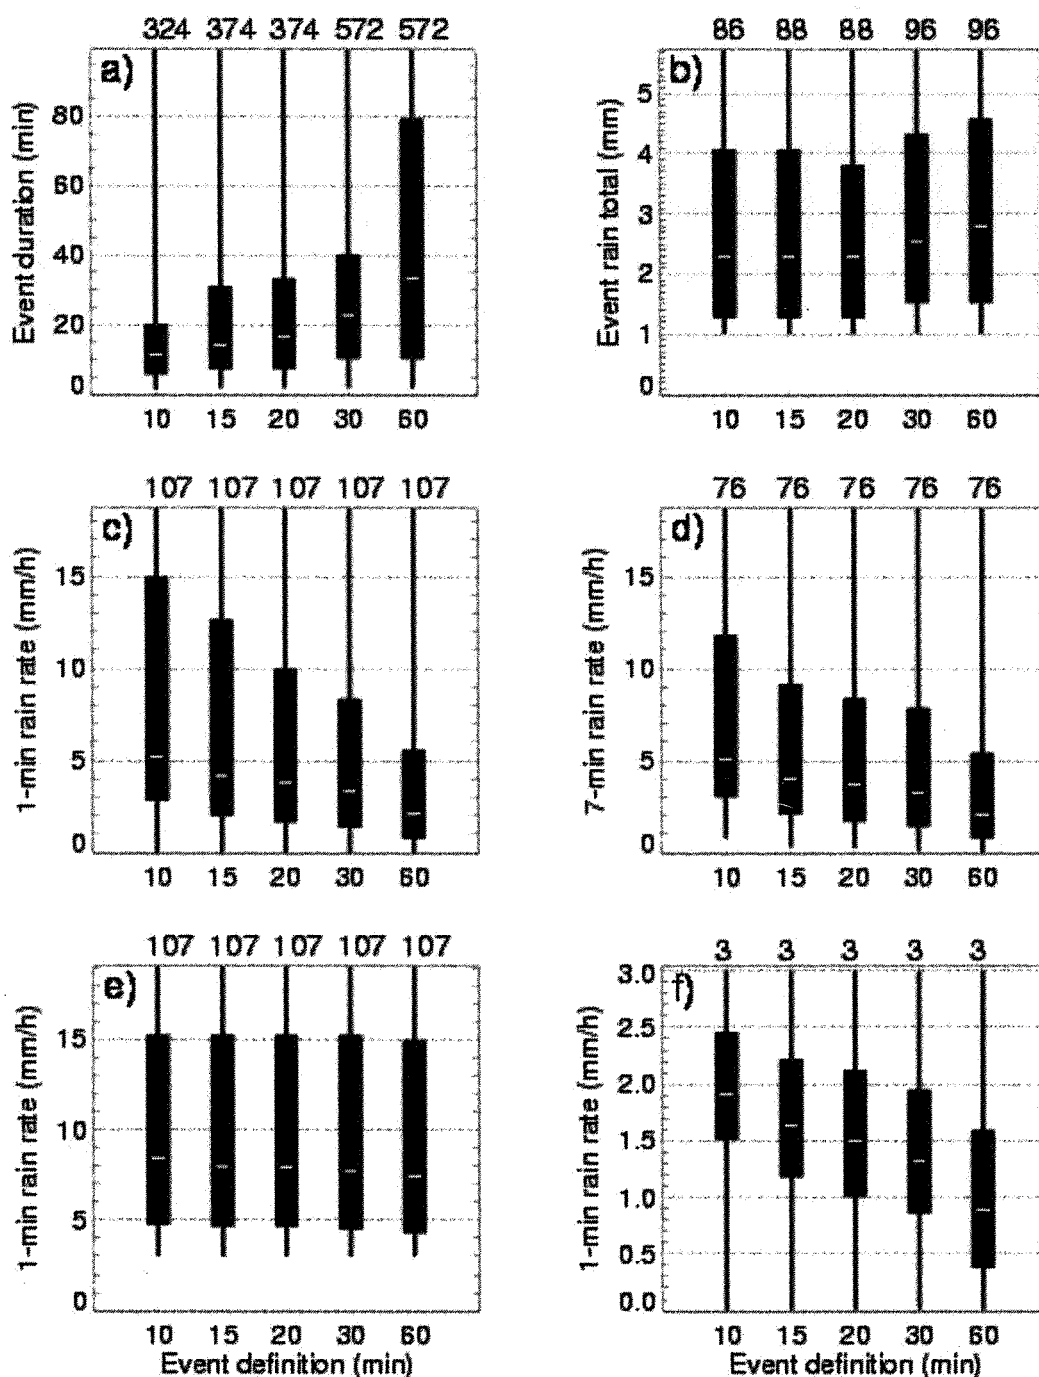 324 374 374 572 572
a)
Event duration (min)
80
60
40
20
0
10 15 20 30 60
86 88 88 96 96
b)
Event rain total (mm)
5
4
3
2
1
0
10 15 20 30 60
107 107 107 107 107
c)
1-min rain rate (mm/h)
15
10
5
0
10 15 20 30 60
76 76 76 76 76
d)
7-min rain rate (mm/h)
15
10
5
0
10 15 20 30 60
107 107 107 107 107
e)
1-min rain rate (mm/h)
15
10
5
0
10 15 20 30 60
Event definition (min)
3 3 3 3 3
f)
1-min rain rate (mm/h)
3.0
2.5
2.0
1.5
1.0
0.5
0.0
10 15 20 30 60
Event definition (min)